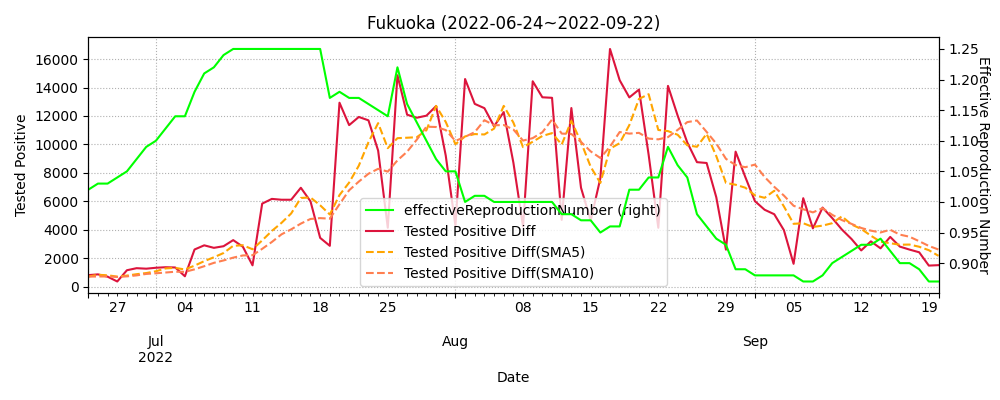 Fukuoka (2022-06-24~2022-09-22)
Tested Positive
16000
14000
12000
10000
8000
6000
4000
2000
0
1.25
1.20
1.15
1.10
1.05
1.00
0.95
0.90
Effective Reproduction Number
effectiveReproductionNumber (right)
Tested Positive Diff
Tested Positive Diff(SMA5)
Tested Positive Diff(SMA10)
27 04 11 18 25 08 15 22 29 05 12 19
Jul Aug Sep
2022
Date